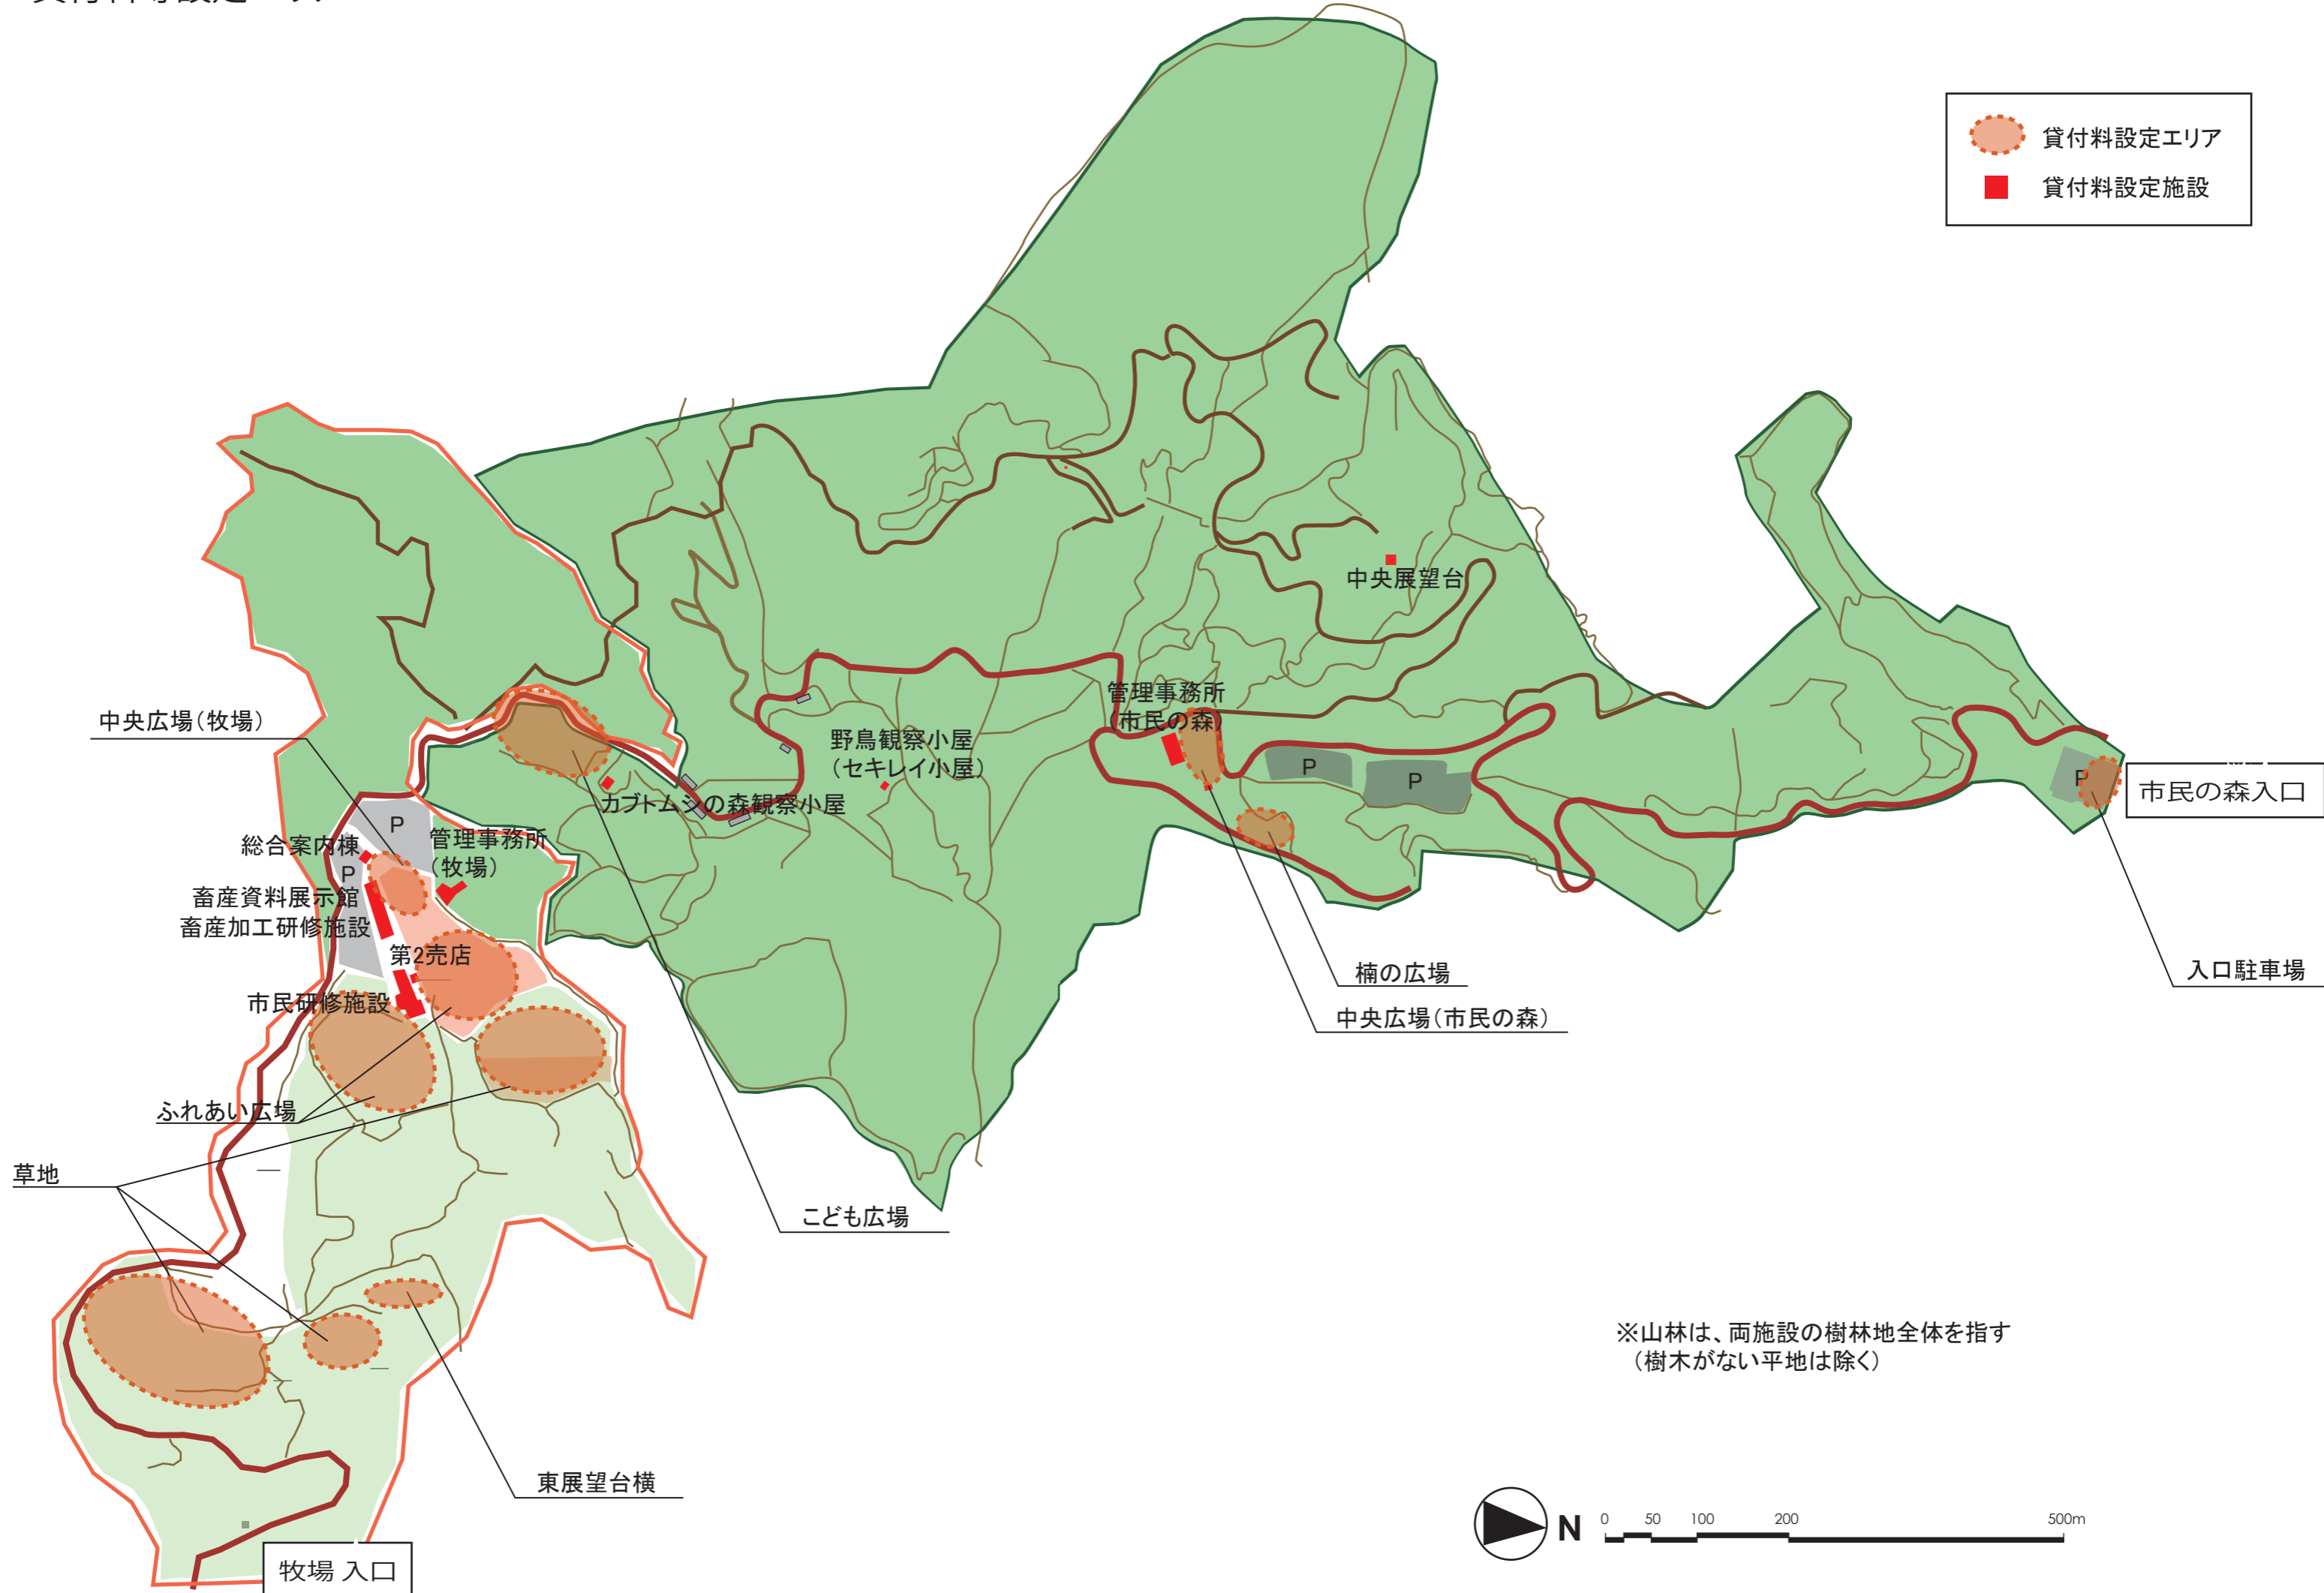 貸付料設定エリア
貸付料設定施設
中央展望台
管理事務所
(市民の森)
中央広場(牧場)
野鳥観察小屋
(セキレイ小屋)
P
P
P
市民の森入口
カブトムシの森観察小屋
P
総合案内棟
管理事務所
(牧場)
P
畜産資料展示館
畜産加工研修施設
第2売店
楠の広場
入口駐車場
市民研修施設
中央広場(市民の森)
ふれあい広場
草地
こども広場
※山林は、両施設の樹林地全体を指す
(樹木がない平地は除く)
東展望台横
N
0 50 100 200 500m
牧場 入口